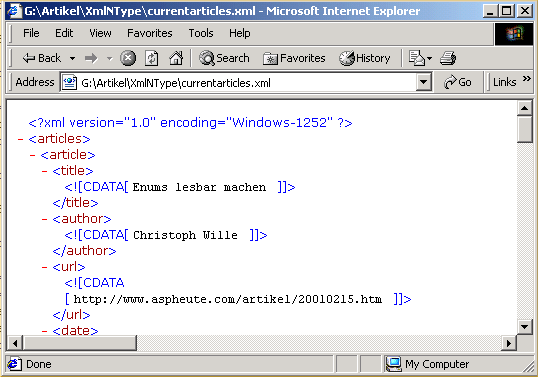 G:\Artikel\XmlNType\currentarticles.xml - Microsoft Internet Explorer
File Edit View Favorites Tools Help
Back Search Favorites History
Address G:\Artikel\XmlNType\currentarticles.xml Go Links »
<?xml version="1.0" encoding="Windows-1252" ?>
- <articles>
- <article>
- <title>
<![CDATA[ Enums lesbar machen ]]>
</title>
- <author>
<![CDATA[ Christoph Wille ]]>
</author>
- <url>
<![CDATA
[ http://www.aspheute.com/artikel/20010215.htm ]]>
</url>
- <date>
Done My Computer